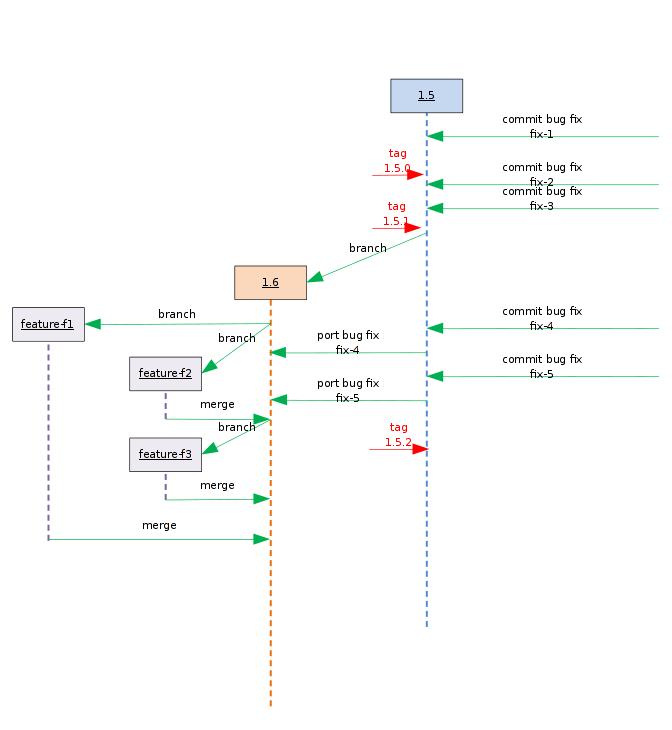 1.5
commit bug fix
fix-1
tag
1.5.0
commit bug fix
fix-2
commit bug fix
fix-3
tag
1.5.1
branch
1.6
feature-f1
branch
branch
port bug fix
fix-4
commit bug fix
fix-4
feature-f2
port bug fix
fix-5
commit bug fix
fix-5
merge
branch
tag
1.5.2
feature-f3
merge
merge